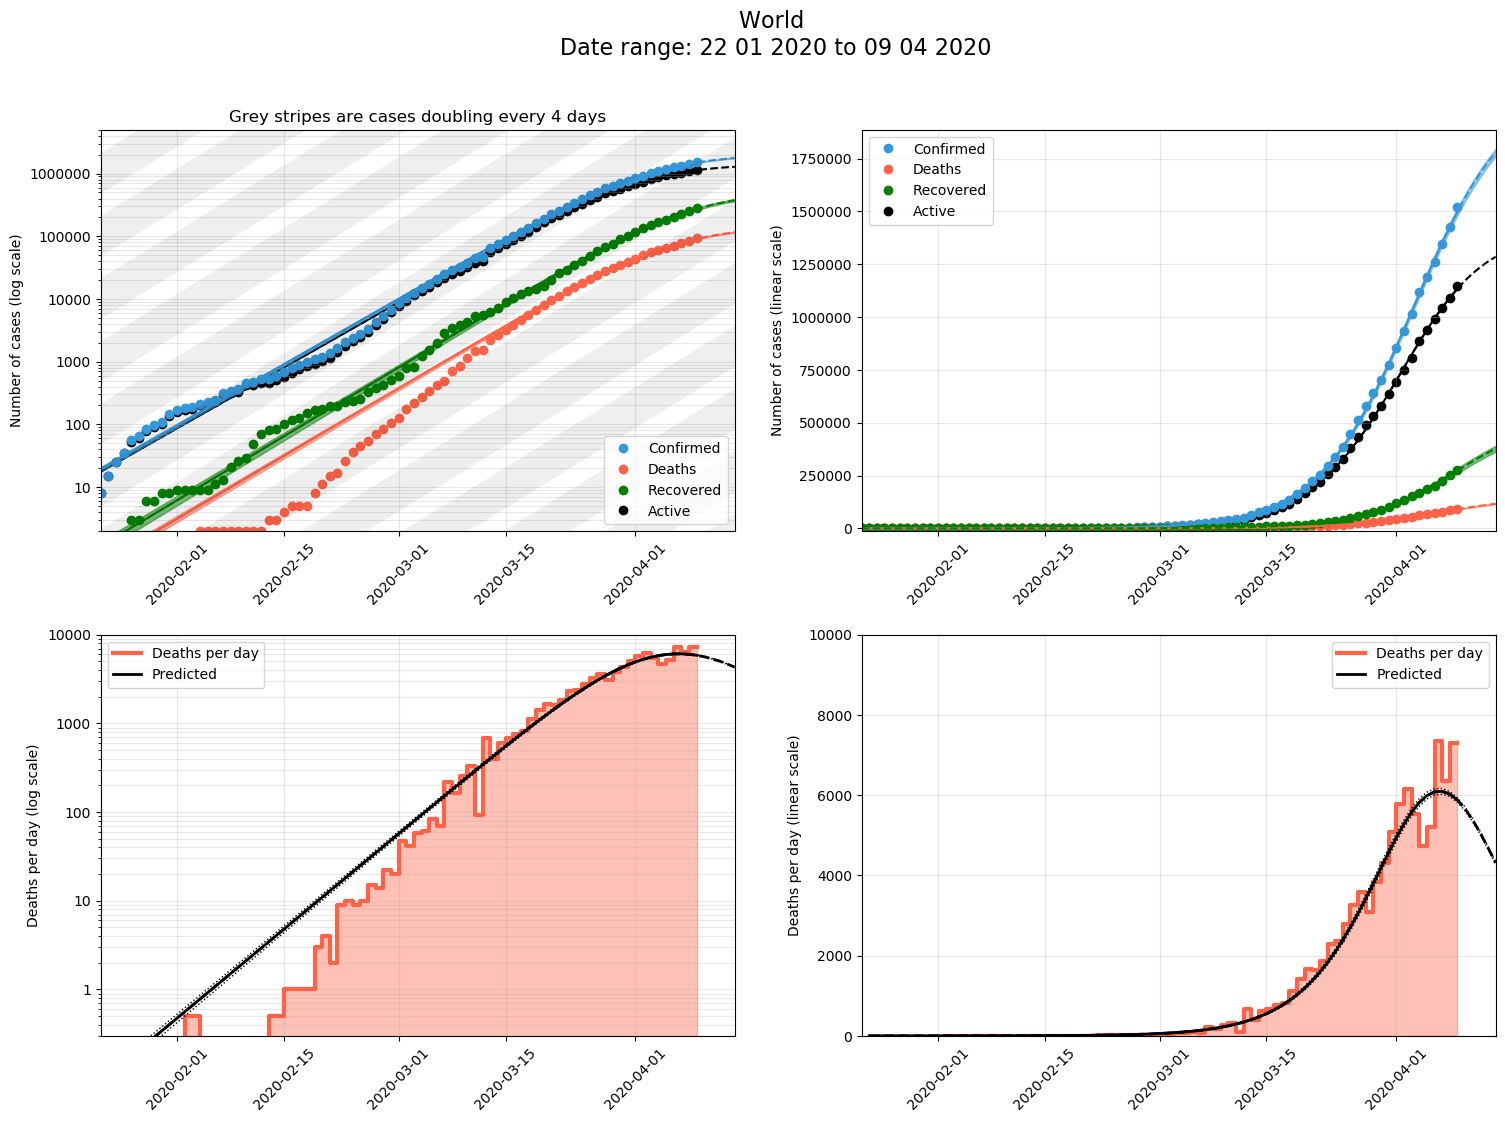 World
Date range: 22 01 2020 to 09 04 2020
Grey stripes are cases doubling every 4 days
Number of cases (log scale)
1000000
100000
10000
1000
100
10
Confirmed
Deaths
Recovered
Active
2020-02-01
2020-02-15
2020-03-01
2020-03-15
2020-04-01
Number of cases (linear scale)
1750000
1500000
1250000
1000000
750000
500000
250000
0
Confirmed
Deaths
Recovered
Active
2020-02-01
2020-02-15
2020-03-01
2020-03-15
2020-04-01
Deaths per day (log scale)
10000
1000
100
10
1
Deaths per day
Predicted
2020-02-01
2020-02-15
2020-03-01
2020-03-15
2020-04-01
Deaths per day (linear scale)
10000
8000
6000
4000
2000
0
Deaths per day
Predicted
2020-02-01
2020-02-15
2020-03-01
2020-03-15
2020-04-01